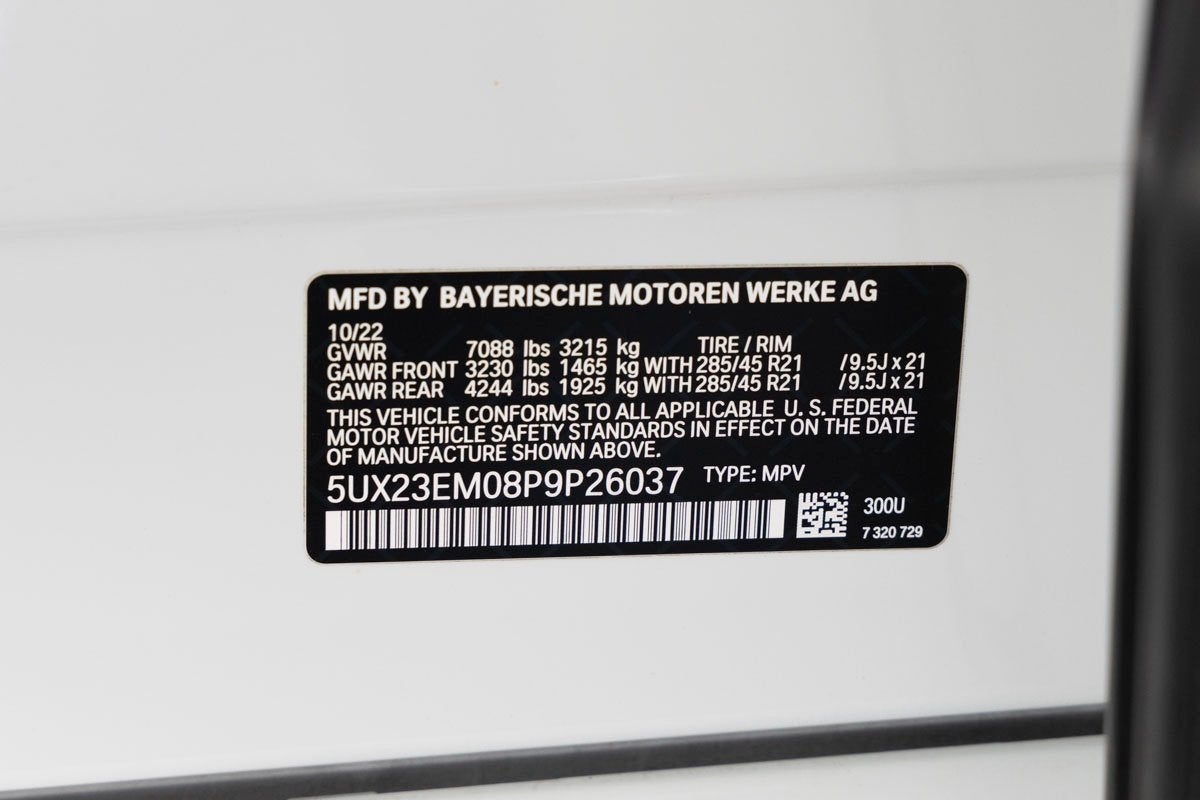 MFD BY BAYERISCHE MOTOREN WERKE AG
10/22
GVWR 7088 lbs 3215 kg TIRE / RIM
GAWR FRONT 3230 lbs 1465 kg WITH 285/45 R21 /9.5J x 21
GAWR REAR 4244 lbs 1925 kg WITH 285/45 R21 /9.5J x 21
THIS VEHICLE CONFORMS TO ALL APPLICABLE U. S. FEDERAL
MOTOR VEHICLE SAFETY STANDARDS IN EFFECT ON THE DATE
OF MANUFACTURE SHOWN ABOVE.
5UX23EM08P9P26037 TYPE: MPV
300U
7 320 729